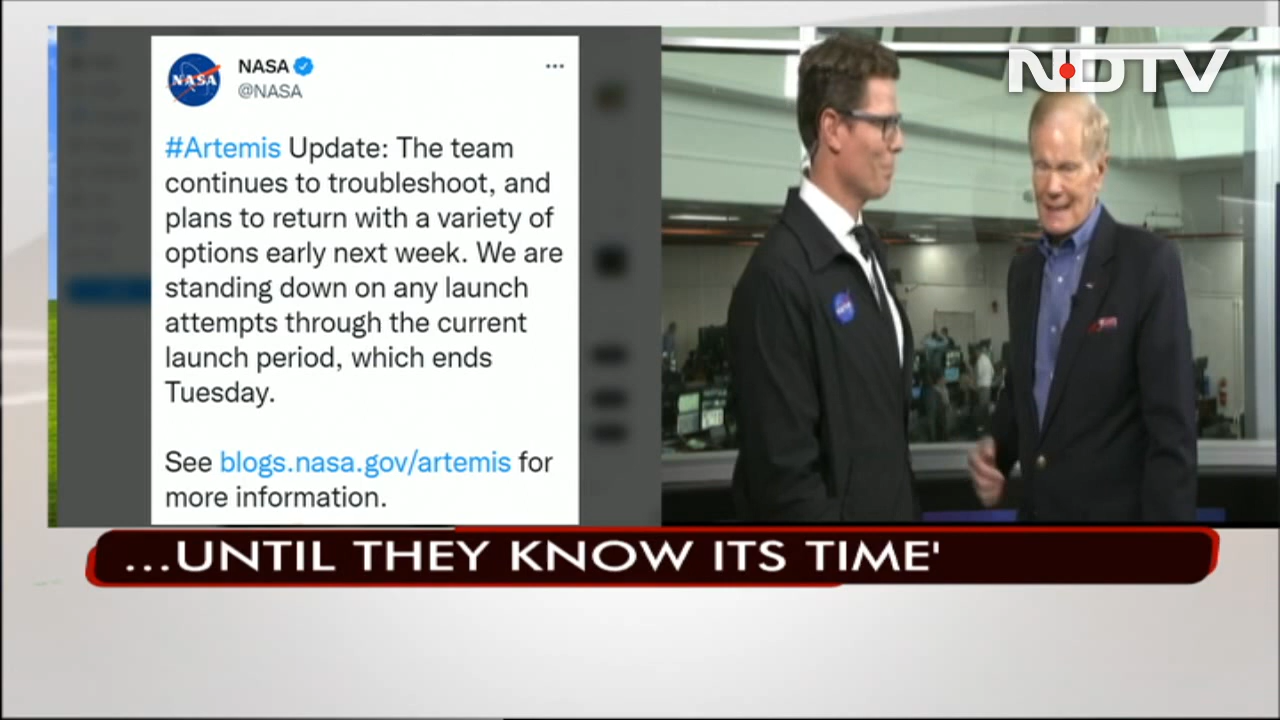 NASA
NASA
@NASA
...
#Artemis Update: The team
continues to troubleshoot, and
plans to return with a variety of
options early next week. We are
standing down on any launch
attempts through the current
launch period, which ends
Tuesday.
See blogs.nasa.gov/artemis for
more information.
NDTV
NASA
...UNTIL THEY KNOW ITS TIME'